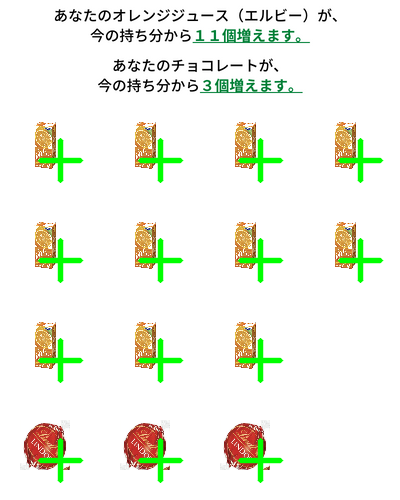 あなたのオレンジジュース（エルビー）が、
今の持ち分から１１個増えます。
あなたのチョコレートが、
今の持ち分から３個増えます。